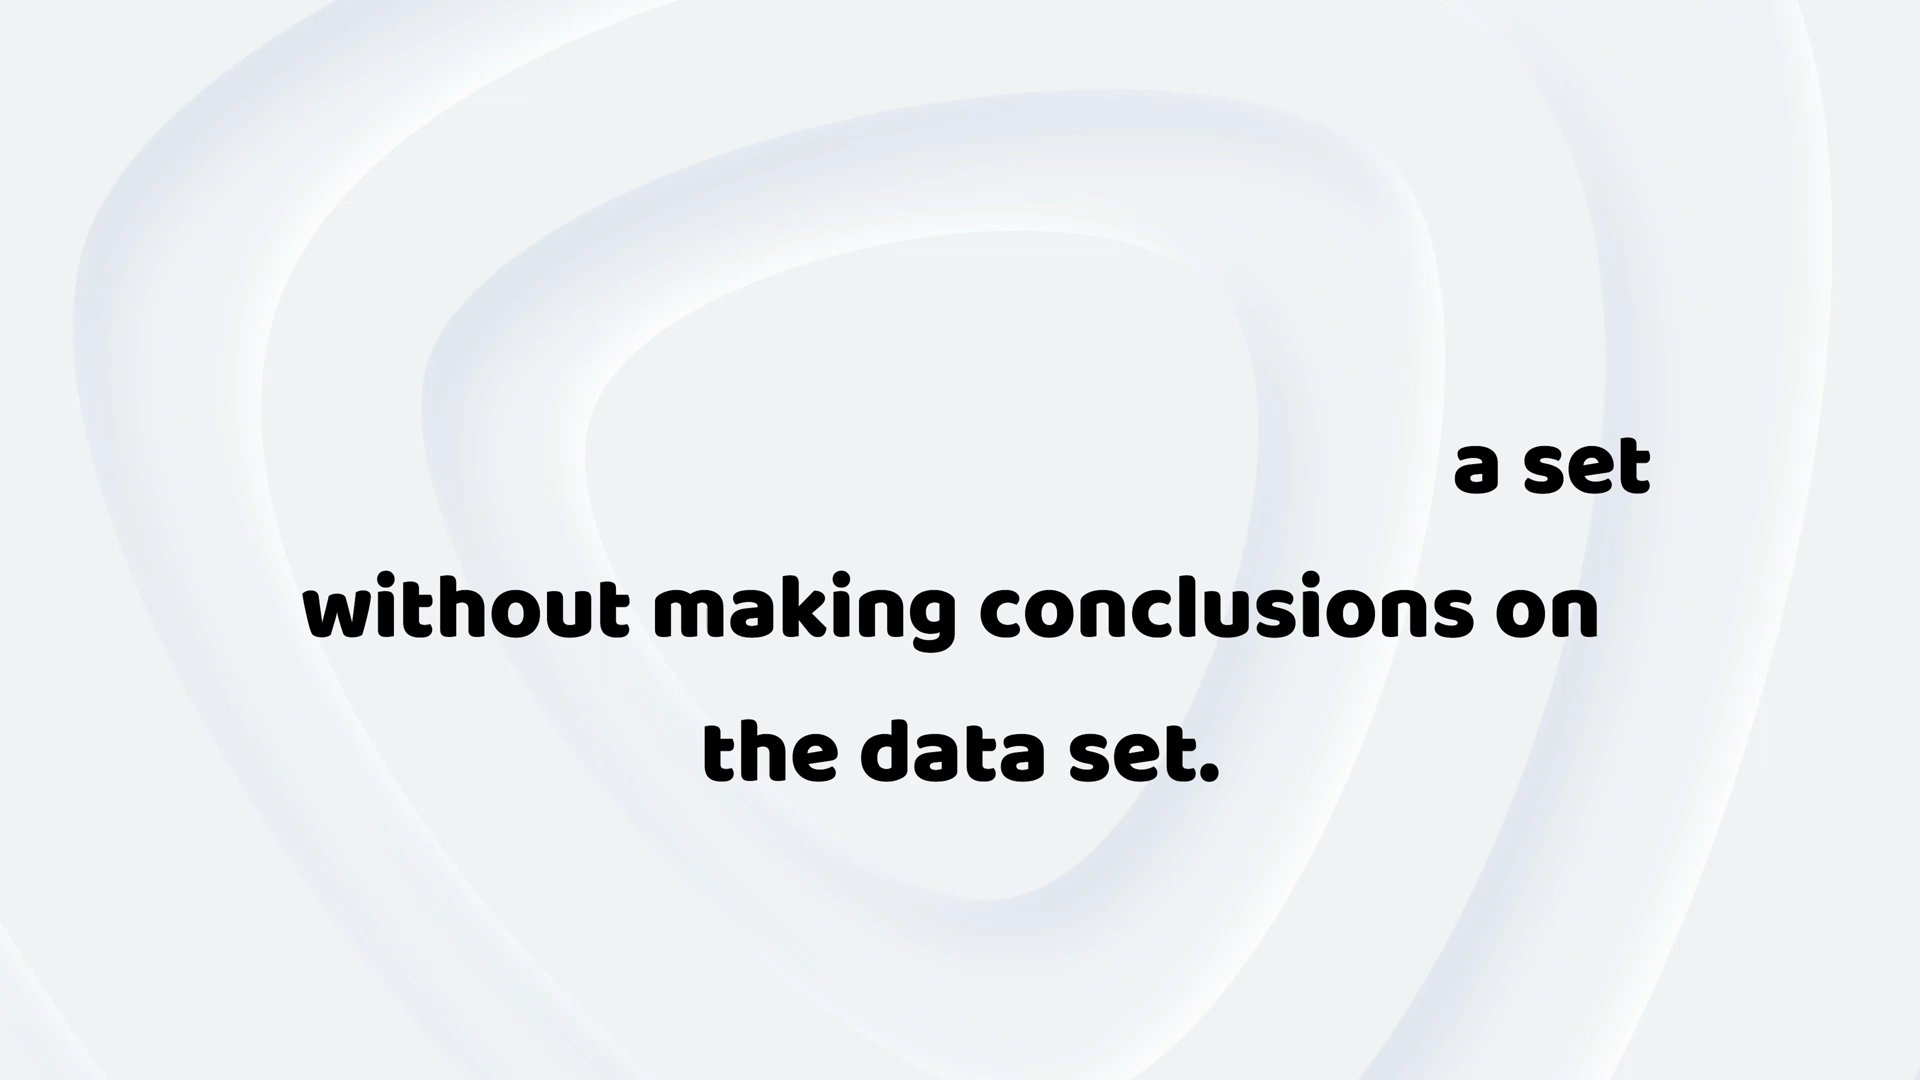 a set
without making conclusions on
the data set.